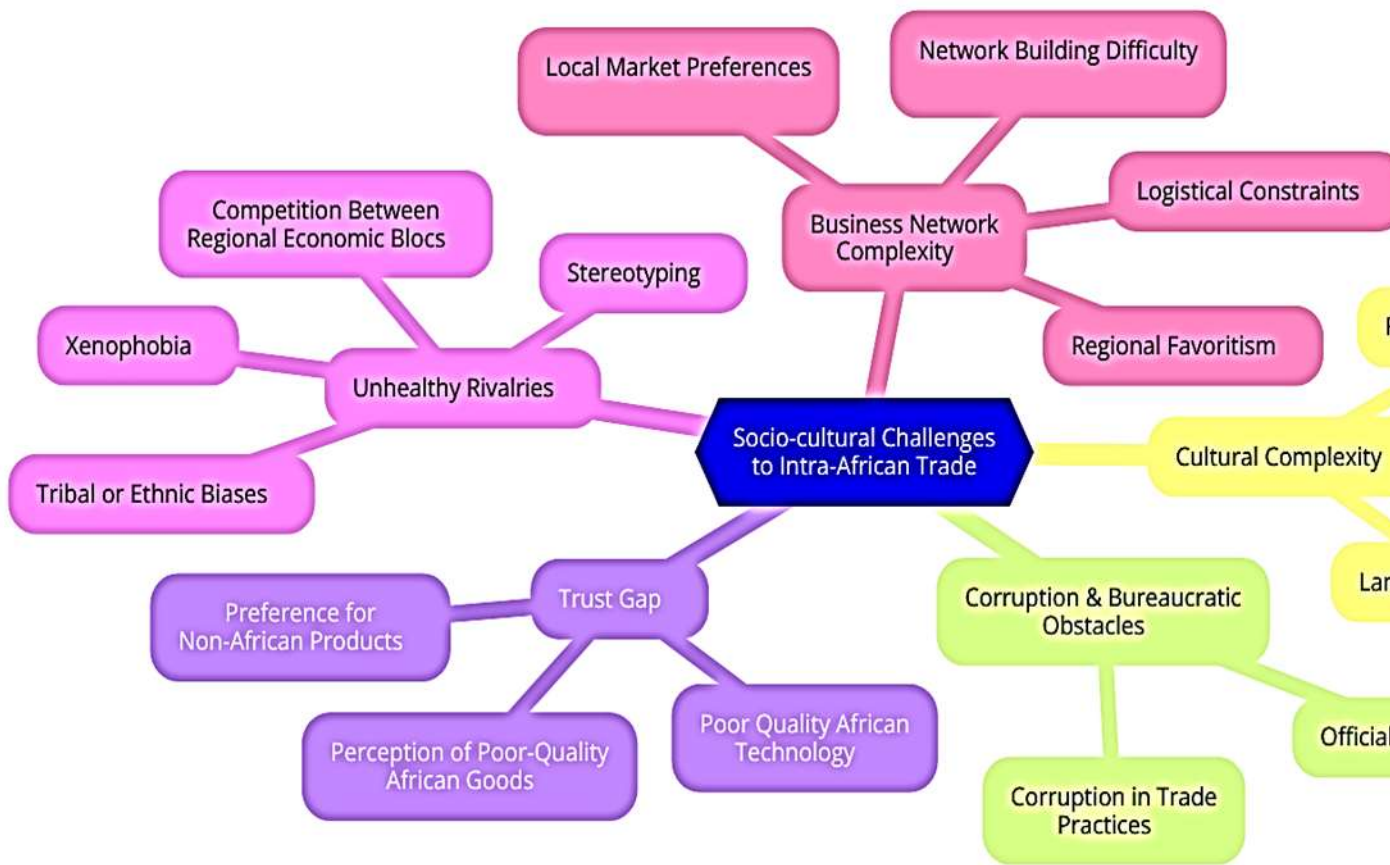 Local Market Preferences
Network Building Difficulty
Logistical Constraints
Business Network
Complexity
Regional Favoritism
Competition Between
Regional Economic Blocs
Stereotyping
Xenophobia
Unhealthy Rivalries
Tribal or Ethnic Biases
Socio-cultural Challenges
to Intra-African Trade
Cultural Complexity
Trust Gap
Preference for
Non-African Products
Perception of Poor-Quality
African Goods
Poor Quality African
Technology
Corruption & Bureaucratic
Obstacles
Official
Corruption in Trade
Practices